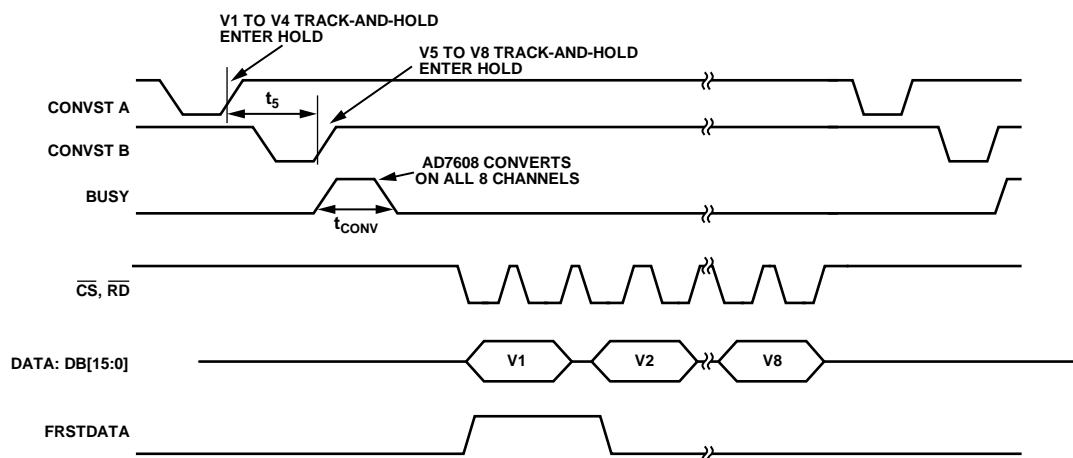 V1 TO V4 TRACK-AND-HOLD
ENTER HOLD
V5 TO V8 TRACK-AND-HOLD
ENTER HOLD
t5
CONVST A
CONVST B
AD7608 CONVERTS
ON ALL 8 CHANNELS
BUSY
tCONV
CS, RD
DATA: DB[15:0]
V1
V2
V8
FRSTDATA